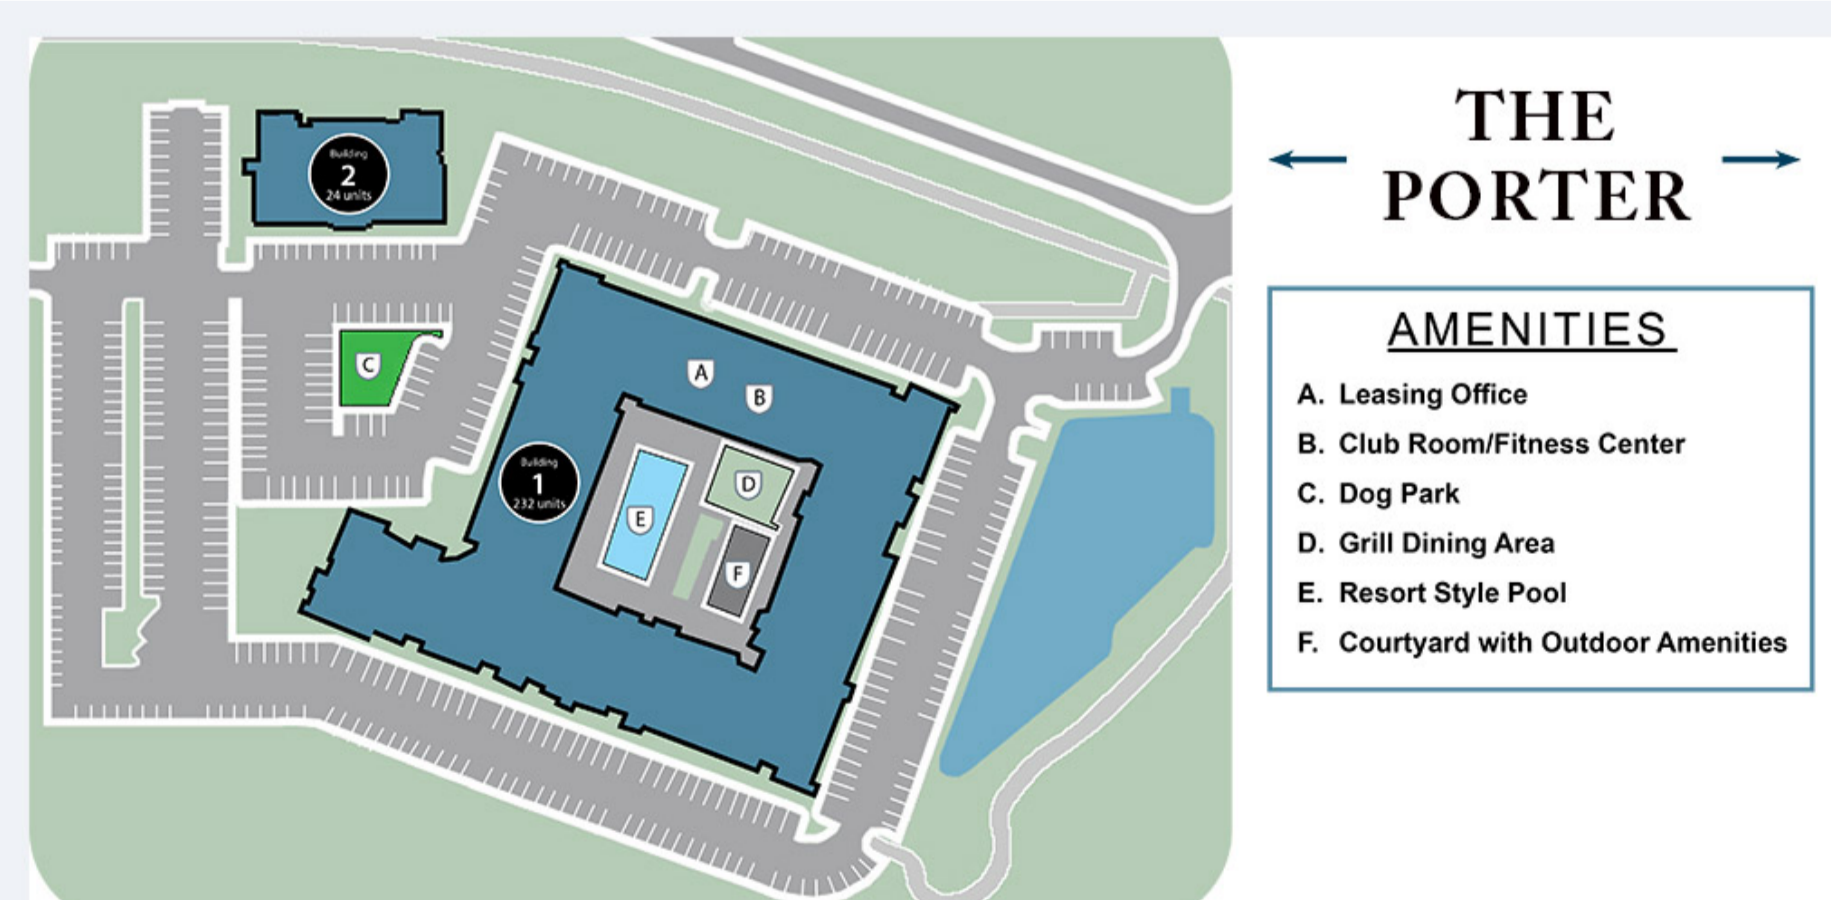 Building
2
24 units
C
A
B
Building
1
232 units
D
E
F
THE
PORTER
AMENITIES
A. Leasing Office
B. Club Room/Fitness Center
C. Dog Park
D. Grill Dining Area
E. Resort Style Pool
F. Courtyard with Outdoor Amenities